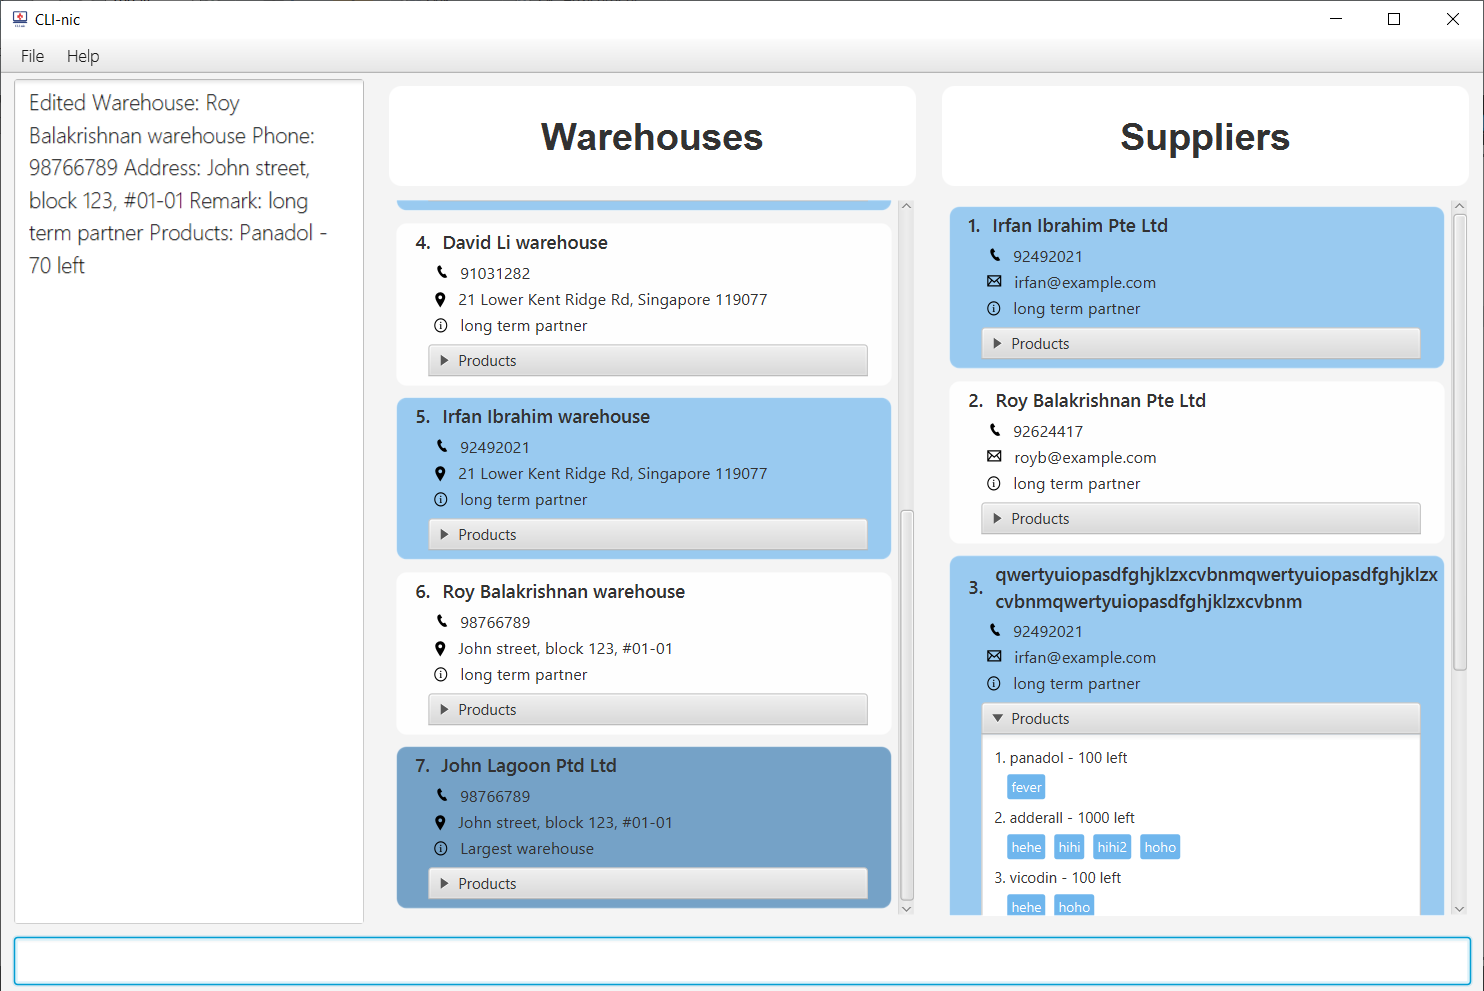 CLI-nic
File Help
Edited Warehouse: Roy
Balakrishnan warehouse Phone:
98766789 Address: John street,
block 123, #01-01 Remark: long
term partner Products: Panadol -
70 left
Warehouses
4. David Li warehouse
91031282
21 Lower Kent Ridge Rd, Singapore 119077
long term partner
Products
5. Irfan Ibrahim warehouse
92492021
21 Lower Kent Ridge Rd, Singapore 119077
long term partner
Products
6. Roy Balakrishnan warehouse
98766789
John street, block 123, #01-01
long term partner
Products
7. John Lagoon Ptd Ltd
98766789
John street, block 123, #01-01
Largest warehouse
Products
Suppliers
1. Irfan Ibrahim Pte Ltd
92492021
irfan@example.com
long term partner
Products
2. Roy Balakrishnan Pte Ltd
92624417
royb@example.com
long term partner
Products
3. qwertyuiopasdfghjklzxcvbnmqwertyuiopasdfghjklzx
cvbnmqwertyuiopasdfghjklzxcvbnm
92492021
irfan@example.com
long term partner
Products
1. panadol - 100 left
fever
2. adderall - 1000 left
hehe hihi hihi2 hoho
3. vicodin - 100 left
hehe hoho